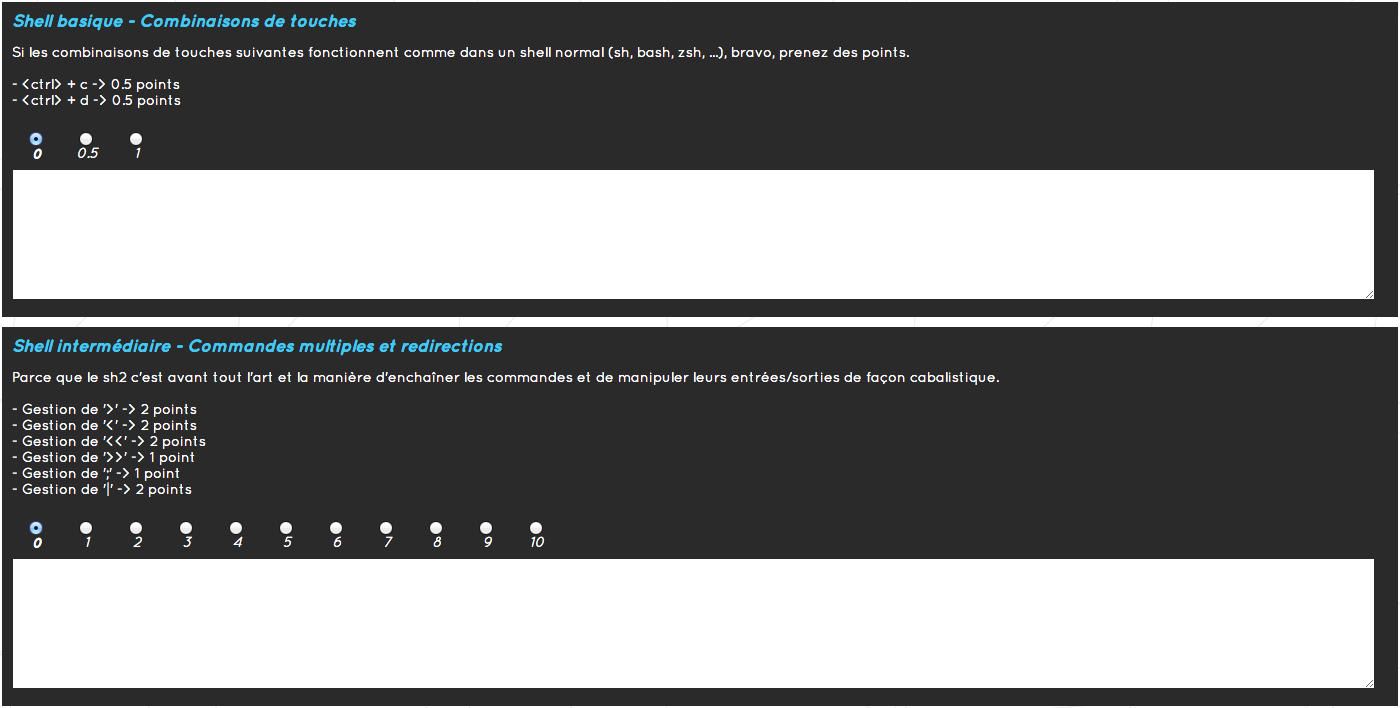 Shell basique - Combinaisons de touches
Si les combinaisons de touches suivantes fonctionnent comme dans un shell normal (sh, bash, zsh, ...), bravo, prenez des points.
- <ctrl> + c -> 0.5 points
- <ctrl> + d -> 0.5 points
0 0.5 1
Shell intermédiaire - Commandes multiples et redirections
Parce que le sh2 c'est avant tout l'art et la manière d'enchaîner les commandes et de manipuler leurs entrées/sorties de façon cabalistique.
- Gestion de '>' -> 2 points
- Gestion de '<' -> 2 points
- Gestion de '<<' -> 2 points
- Gestion de '>>' -> 1 point
- Gestion de ';' -> 1 point
- Gestion de '|' -> 2 points
0 1 2 3 4 5 6 7 8 9 10